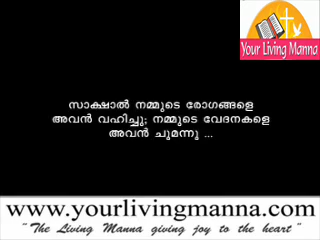 Your Living Manna
സാക്ഷാൽ നമ്മുടെ രോഗങ്ങളെ
അവൻ വഹിച്ചു; നമ്മുടെ വേദനകളെ
അവൻ ചുമന്നു ...
www.yourlivingmanna.com
"The Living Manna giving joy to the heart"